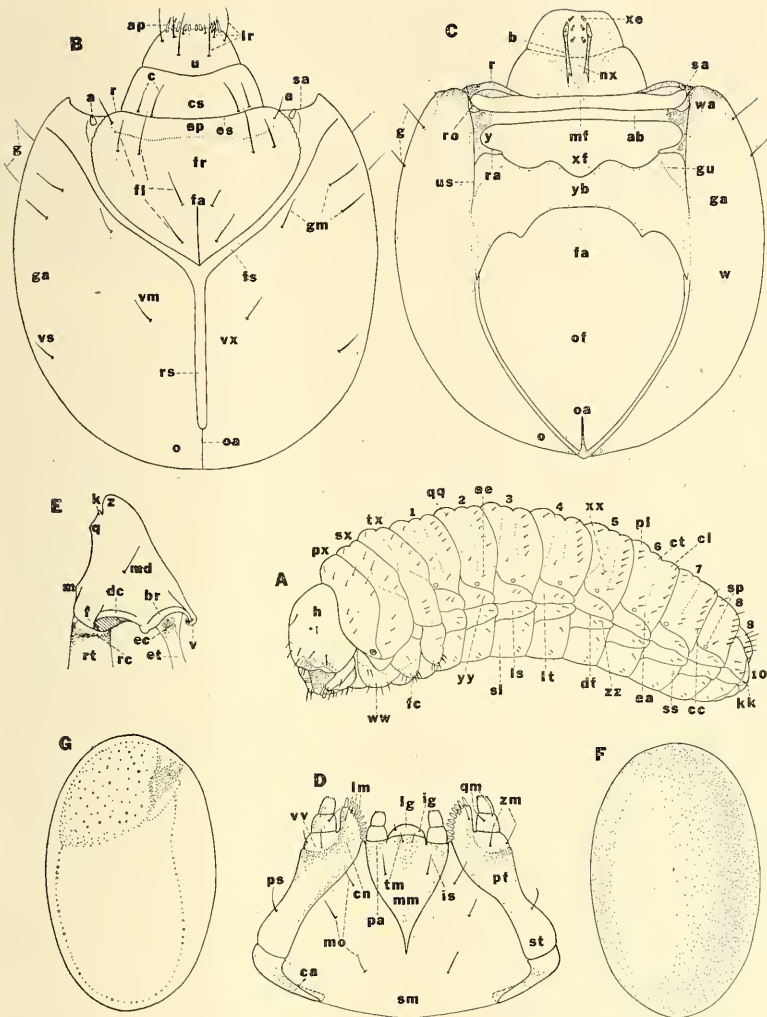 B
ap
lr
u
c
a
r
cs
a
sa
ep
es
g
fr
fl
fa
gm
ga
fs
vm
vs
vx
rs
o
oa
C
xe
b
nx
r
sa
wa
g
ro
y
mf
ab
xf
us
ra
gu
yb
ga
fa
w
of
oa
o
E
k
z
q
md
m
dc
br
f
ec
v
rt
rc
et
A
px
sx
tx
1
qq
2
ae
3
4
xx
5
pl
6
ct
cl
7
sp
8
9
10
h
ww
fc
yy
sl
ls
lt
df
zz
ea
ss
cc
kk
G
D
lm
lg
ig
qm
zm
vv
ps
cn
tm
mm
is
pf
pa
mo
st
ca
sm
F